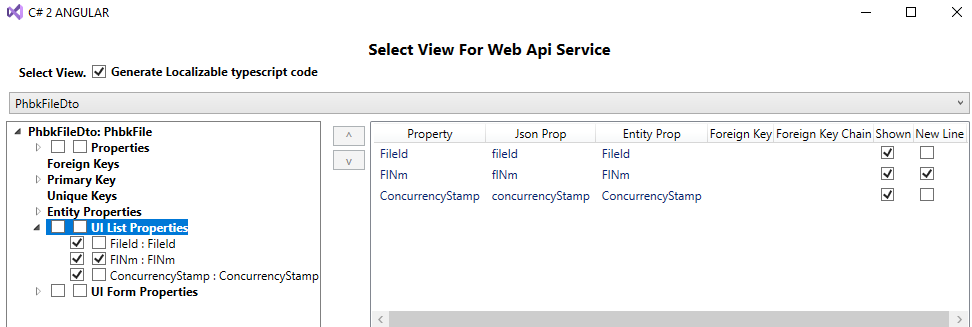 C# 2 ANGULAR
Select View For Web Api Service
Select View. Generate Localizable typescript code
PhbkFileDto
PhbkFileDto: PhbkFile
Properties
Foreign Keys
Primary Key
Unique Keys
Entity Properties
UI List Properties
FileId : FileId
FlNm : FlNm
ConcurrencyStamp : ConcurrencyStamp
UI Form Properties
Property Json Prop Entity Prop Foreign Key Foreign Key Chain Shown New Line
FileId fileId FileId
FlNm flNm FlNm
ConcurrencyStamp concurrencyStamp ConcurrencyStamp